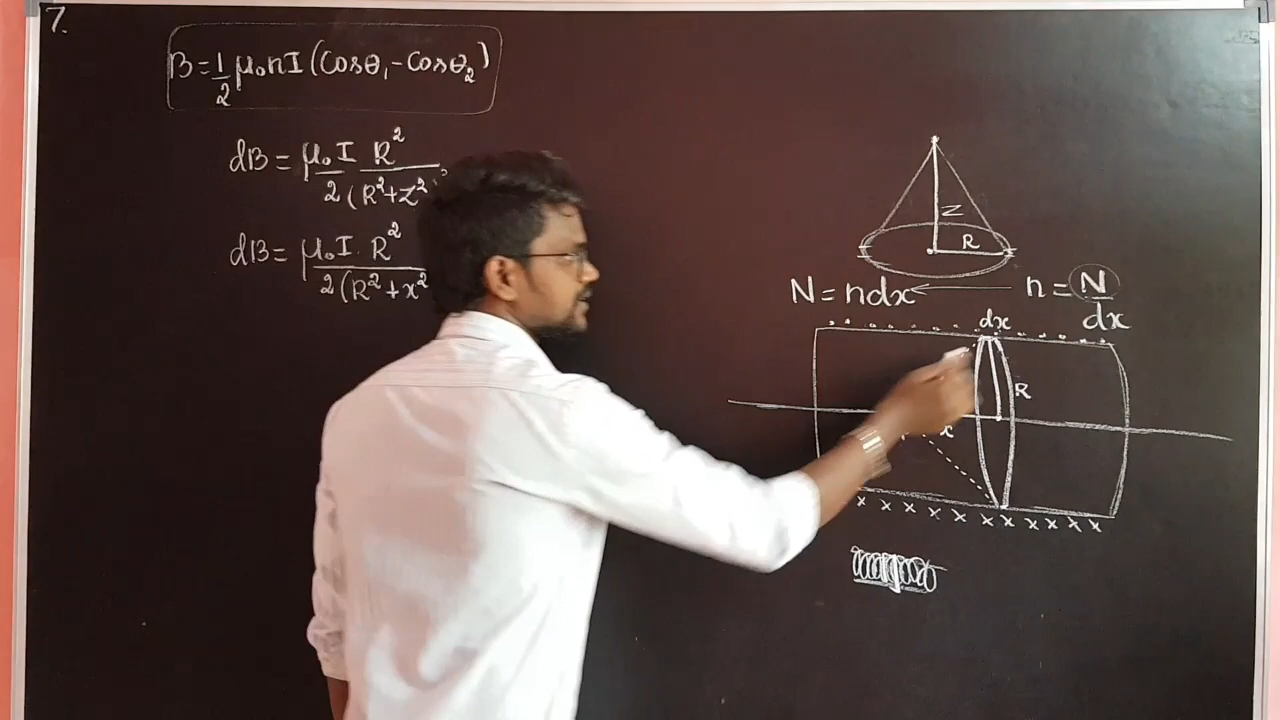 7.
B = 1/2 μ₀nI (Cosθ₁ - Cosθ₂)
dB = μ₀I/2 R²/(R²+Z²)
dB = μ₀I·R²/2(R²+x²
Z
R
N = ndx ← n = N/dx
dx
R
x